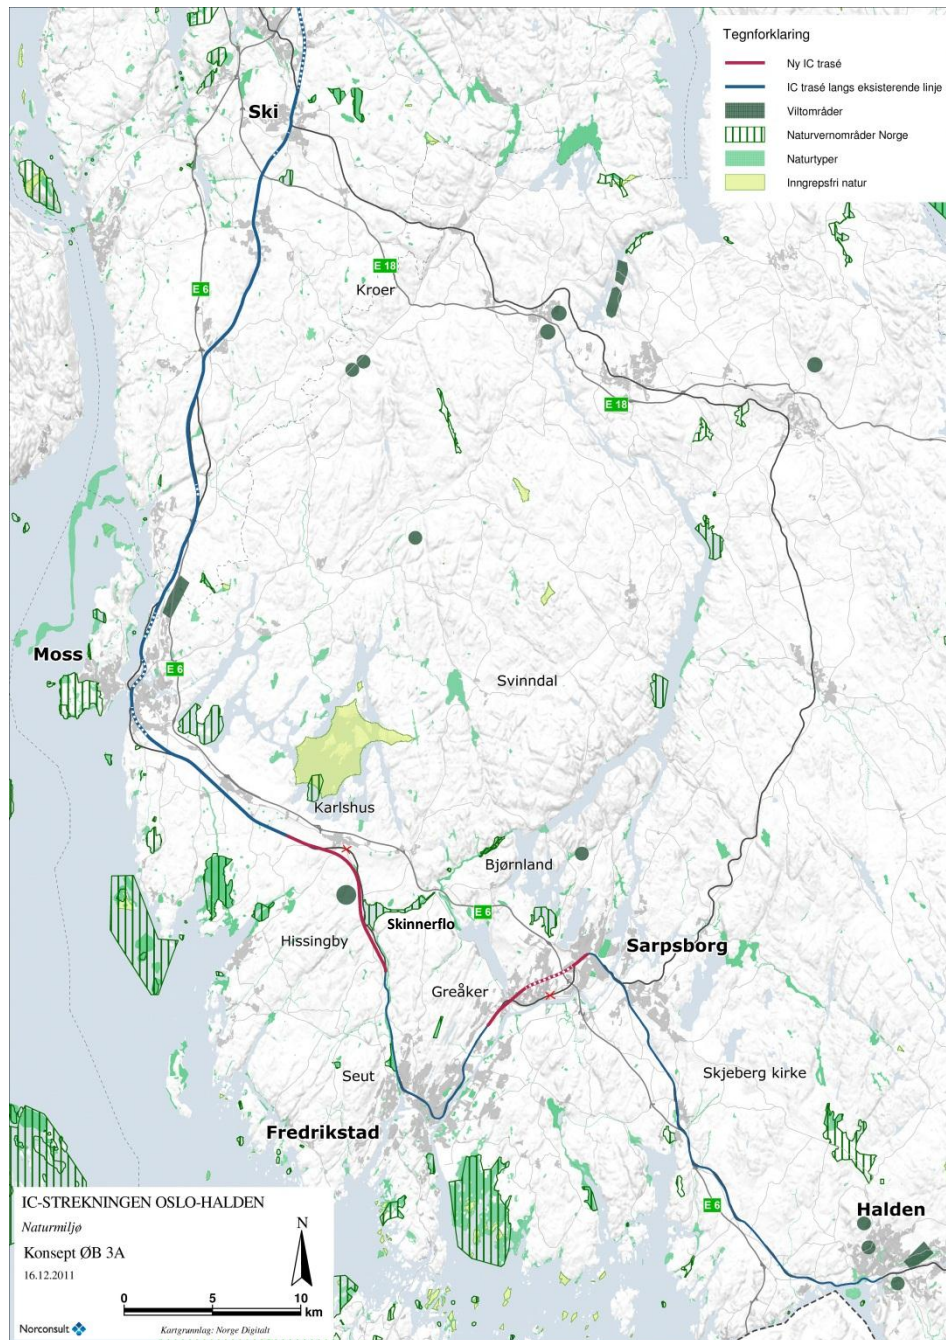 Tegnforklaring
Ny IC trasé
IC trasé langs eksisterende linje
Viltområder
Naturvernområder Norge
Naturtyper
Inngrepsfri natur
Ski
E 18
Kroer
E 6
E 18
Moss
E 6
Svinndal
Karlshus
Bjørnland
Skinnerflo
E 6
Hissingby
Sarpsborg
Greåker
Seut
Skjeberg kirke
Fredrikstad
E 6
Halden
IC-STREKNINGEN OSLO-HALDEN
Naturmiljø
Konsept ØB 3A
16.12.2011
N
0 5 10
km
Norconsult
Kartgrunnlag: Norge Digitalt